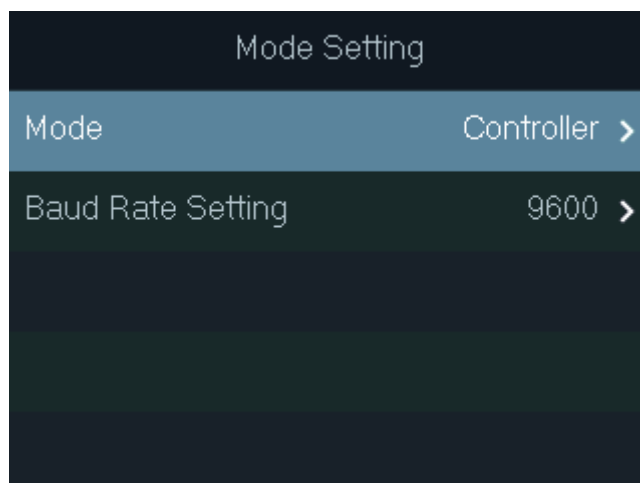 Mode Setting
Mode Controller >
Baud Rate Setting 9600 >